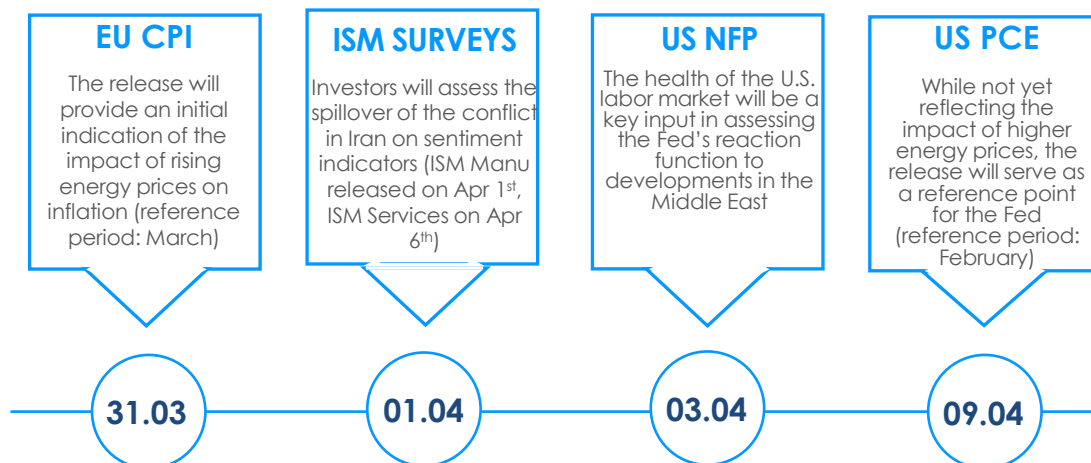 EU CPI
The release will
provide an initial
indication of the
impact of rising
energy prices on
inflation (reference
period: March)
ISM SURVEYS
Investors will assess the
spillover of the conflict
in Iran on sentiment
indicators (ISM Manu
released on Apr 1st,
ISM Services on Apr
6th)
US NFP
The health of the U.S.
labor market will be a
key input in assessing
the Fed’s reaction
function to
developments in the
Middle East
US PCE
While not yet
reflecting the
impact of higher
energy prices, the
release will serve as
a reference point
for the Fed
(reference period:
February)
31.03
01.04
03.04
09.04